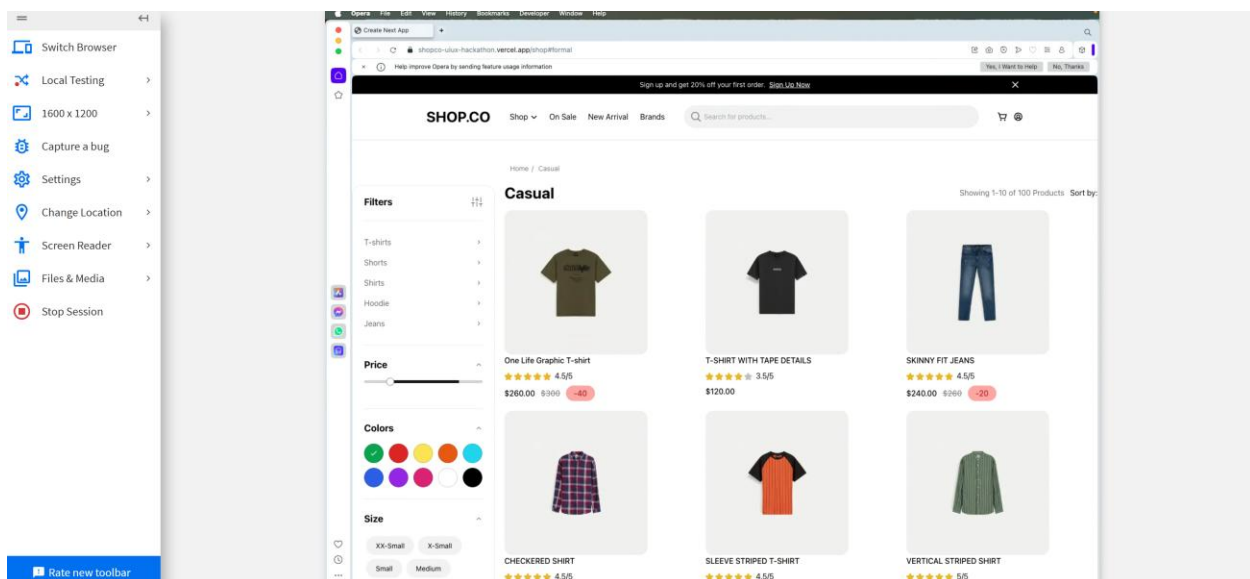 Switch Browser
Local Testing
1600 x 1200
Capture a bug
Settings
Change Location
Screen Reader
Files & Media
Stop Session
Rate new toolbar
Opera File Edit View History Bookmarks Developer Window Help
Create Next App
shopco-uiux-hackathon.vercel.app/shop#formal
Help improve Opera by sending feature usage information
Yes, I Want to Help No, Thanks
Sign up and get 20% off your first order. Sign Up Now
SHOP.CO Shop On Sale New Arrival Brands Search for products...
Home / Casual
Casual
Showing 1-10 of 100 Products Sort by:
Filters
T-shirts
Shorts
Shirts
Hoodie
Jeans
Price
Colors
Size
XX-Small X-Small
Small Medium
One Life Graphic T-shirt
4.5/5
$260.00 $300 -40
T-SHIRT WITH TAPE DETAILS
3.5/5
$120.00
SKINNY FIT JEANS
4.5/5
$240.00 $260 -20
CHECKERED SHIRT
4.5/5
SLEEVE STRIPED T-SHIRT
4.5/5
VERTICAL STRIPED SHIRT
5/5